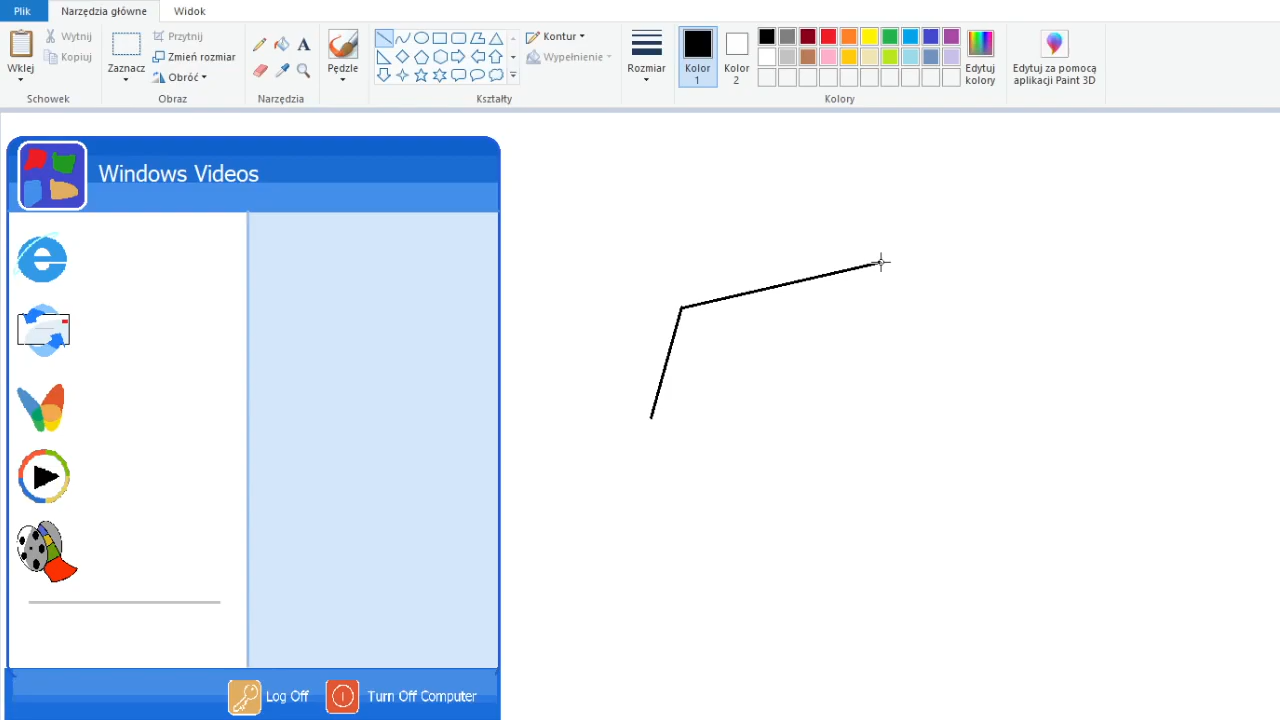 Plik Narzędzia główne Widok
Wklej
Wytnij
Kopiuj
Schowek
Zaznacz
Przytnij
Zmień rozmiar
Obróć
Obraz
A
Narzędzia
Pędzle
Kształty
Kontur
Wypełnienie
Rozmiar
Kolor
1
Kolor
2
Edytuj
kolory
Kolory
Edytuj za pomocą
aplikacji Paint 3D
Windows Videos
Log Off
Turn Off Computer